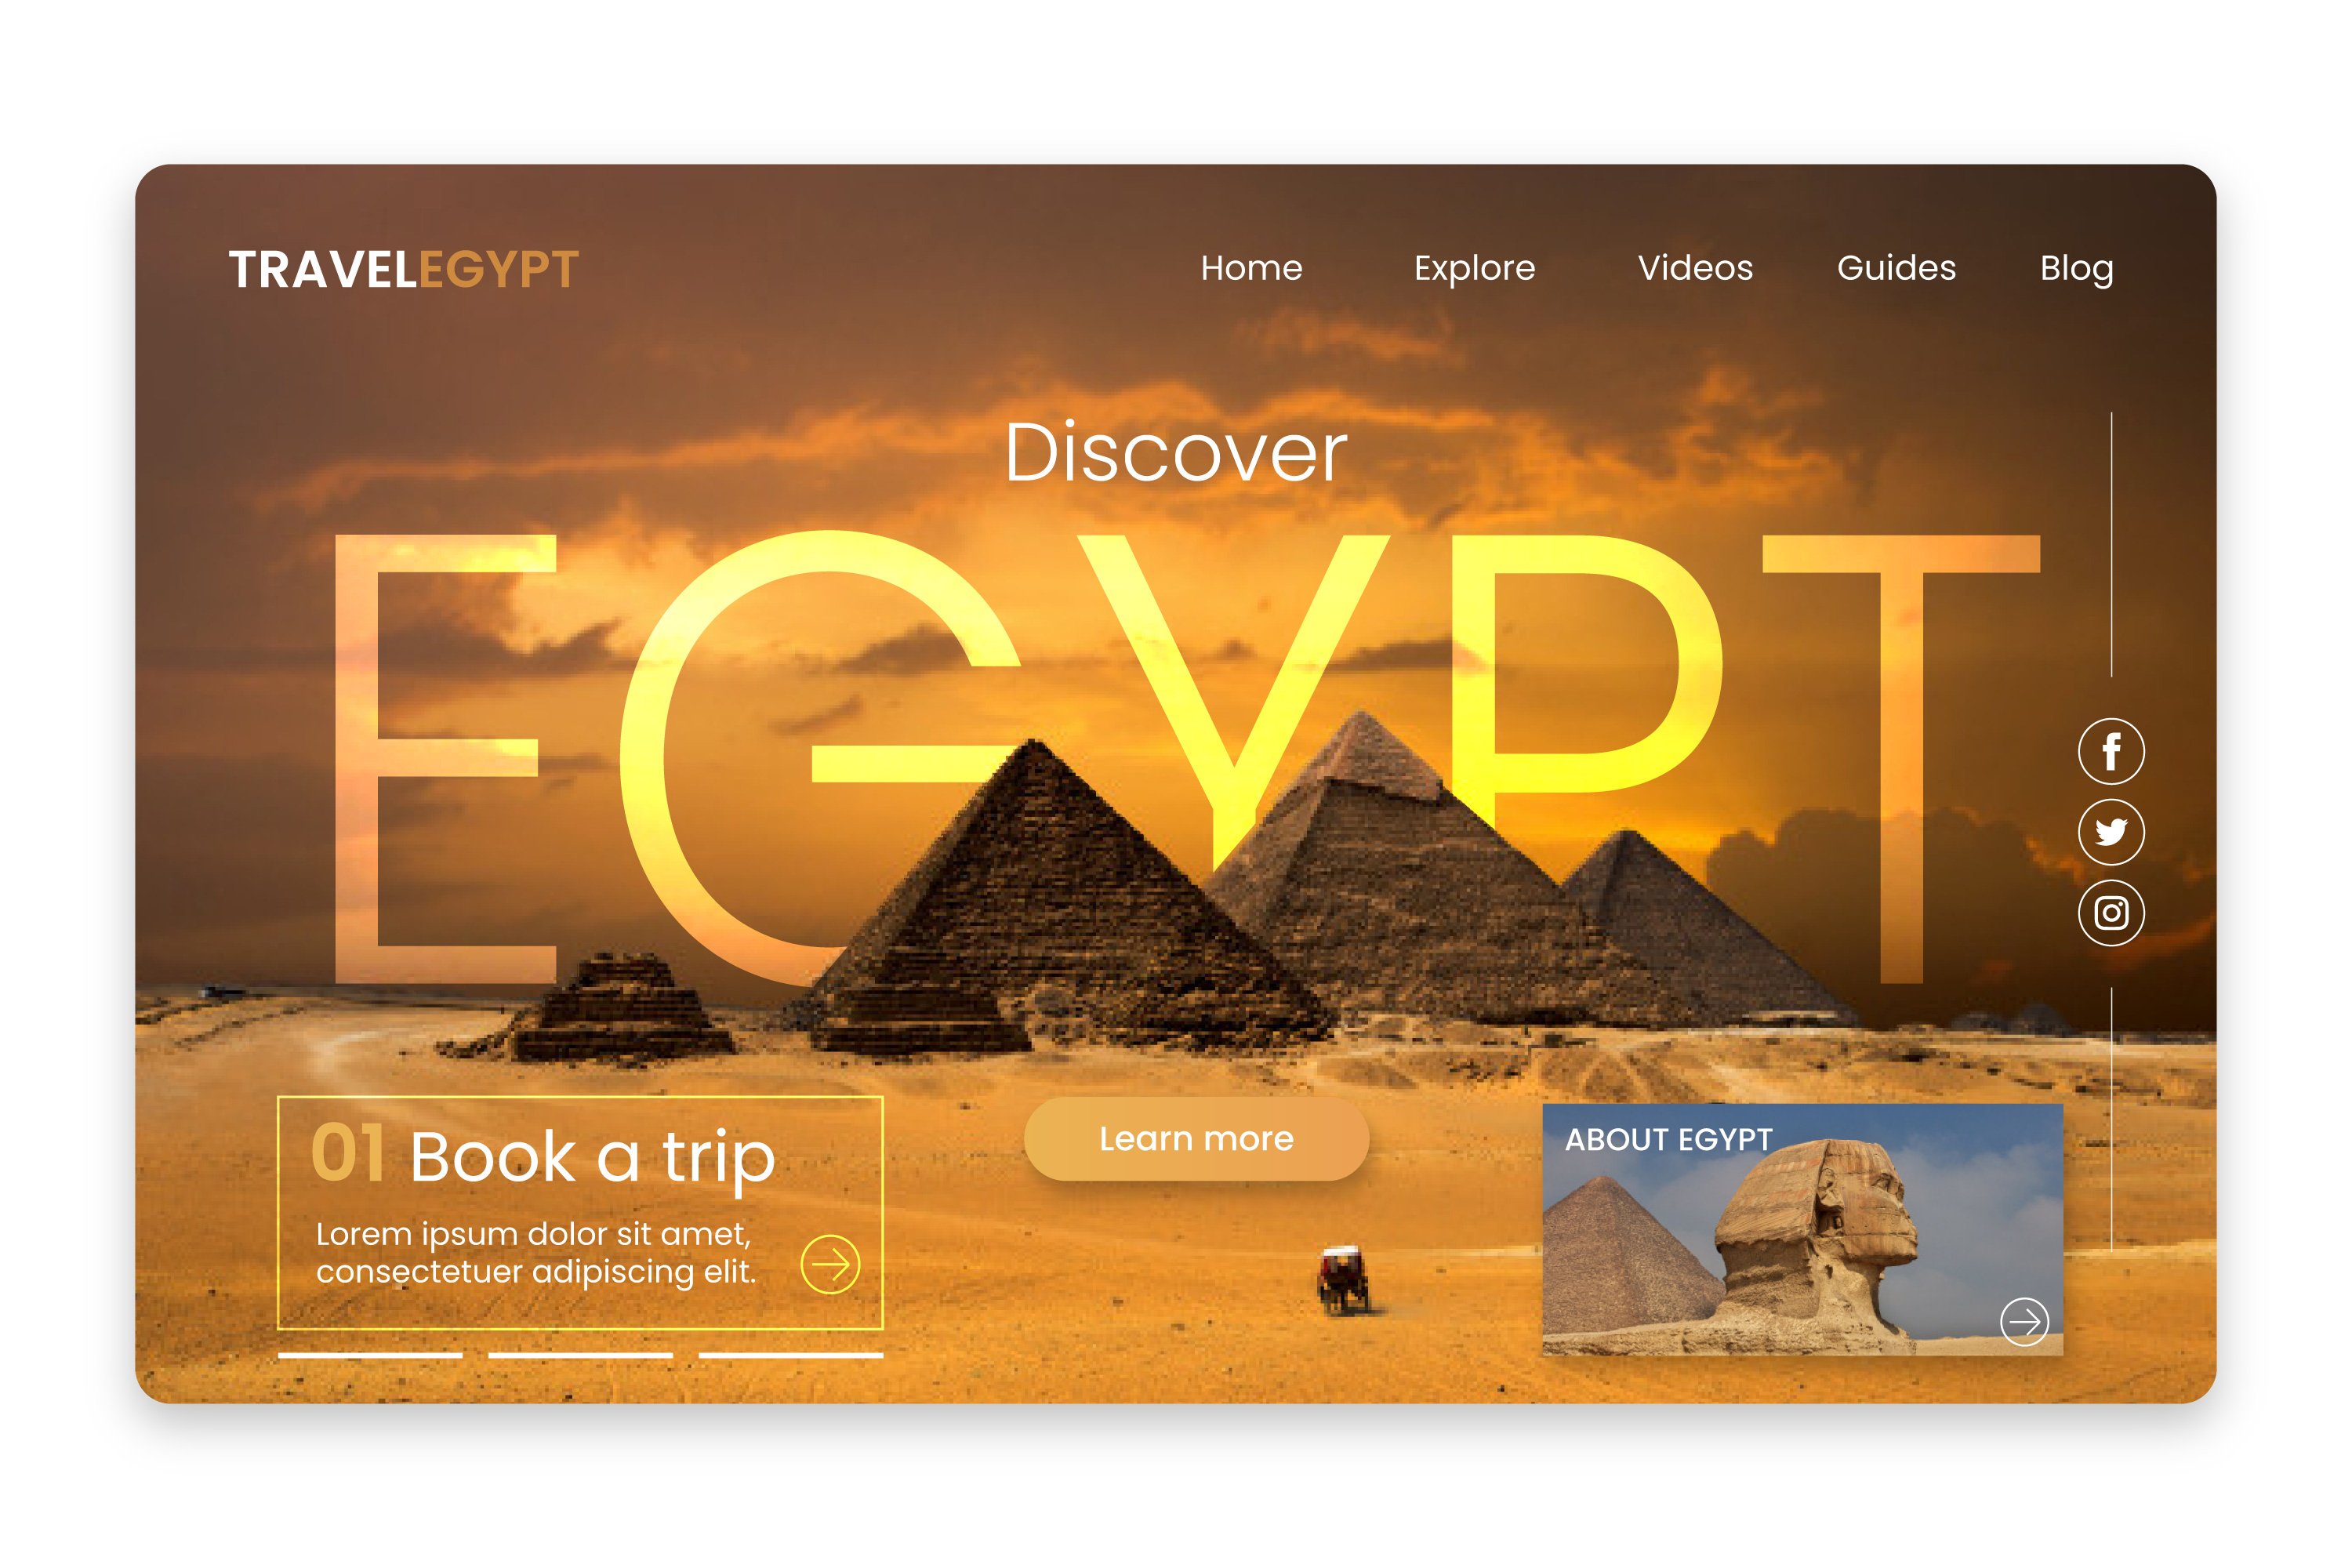 TRAVELEGYPT
Home Explore Videos Guides Blog
Discover
EGYPT
01 Book a trip
Lorem ipsum dolor sit amet,
consectetuer adipiscing elit.
Learn more
ABOUT EGYPT